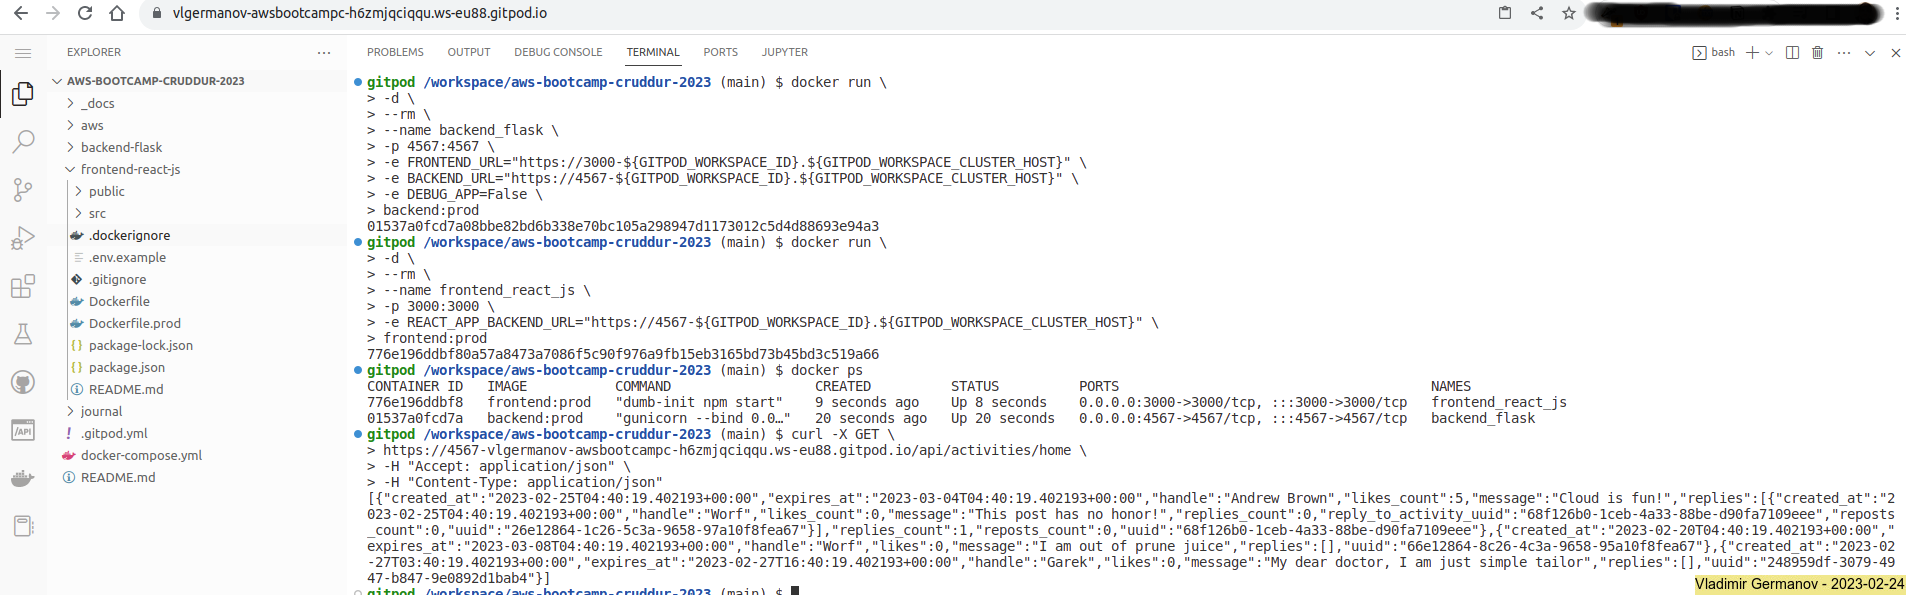 vlgermanov-awsbootcampc-h6zmjqciqqu.ws-eu88.gitpod.io
EXPLORER
PROBLEMS OUTPUT DEBUG CONSOLE TERMINAL PORTS JUPYTER
bash
AWS-BOOTCAMP-CRUDDUR-2023
_docs
aws
backend-flask
frontend-react-js
public
src
.dockerignore
.env.example
.gitignore
Dockerfile
Dockerfile.prod
package-lock.json
package.json
README.md
journal
.gitpod.yml
docker-compose.yml
README.md
gitpod /workspace/aws-bootcamp-cruddur-2023 (main) $ docker run \
> -d \
> --rm \
> --name backend_flask \
> -p 4567:4567 \
> -e FRONTEND_URL="https://3000-${GITPOD_WORKSPACE_ID}.${GITPOD_WORKSPACE_CLUSTER_HOST}" \
> -e BACKEND_URL="https://4567-${GITPOD_WORKSPACE_ID}.${GITPOD_WORKSPACE_CLUSTER_HOST}" \
> -e DEBUG_APP=False \
> backend:prod
01537a0fcd7a08bbe82bd6b338e70bc105a298947d1173012c5d4d88693e94a3
gitpod /workspace/aws-bootcamp-cruddur-2023 (main) $ docker run \
> -d \
> --rm \
> --name frontend_react_js \
> -p 3000:3000 \
> -e REACT_APP_BACKEND_URL="https://4567-${GITPOD_WORKSPACE_ID}.${GITPOD_WORKSPACE_CLUSTER_HOST}" \
> frontend:prod
776e196ddbf80a57a8473a7086f5c90f976a9fb15eb3165bd73b45bd3c519a66
gitpod /workspace/aws-bootcamp-cruddur-2023 (main) $ docker ps
CONTAINER ID IMAGE COMMAND CREATED STATUS PORTS NAMES
776e196ddbf8 frontend:prod "dumb-init npm start" 9 seconds ago Up 8 seconds 0.0.0.0:3000->3000/tcp, :::3000->3000/tcp frontend_react_js
01537a0fcd7a backend:prod "gunicorn --bind 0.0…" 20 seconds ago Up 20 seconds 0.0.0.0:4567->4567/tcp, :::4567->4567/tcp backend_flask
gitpod /workspace/aws-bootcamp-cruddur-2023 (main) $ curl -X GET \
> https://4567-vlgermanov-awsbootcampc-h6zmjqciqqu.ws-eu88.gitpod.io/api/activities/home \
> -H "Accept: application/json" \
> -H "Content-Type: application/json"
[{"created_at":"2023-02-25T04:40:19.402193+00:00","expires_at":"2023-03-04T04:40:19.402193+00:00","handle":"Andrew Brown","likes_count":5,"message":"Cloud is fun!","replies":[{"created_at":"2
023-02-25T04:40:19.402193+00:00","handle":"Worf","likes_count":0,"message":"This post has no honor!","replies_count":0,"reply_to_activity_uuid":"68f126b0-1ceb-4a33-88be-d90fa7109eee","reposts
_count":0,"uuid":"26e12864-1c26-5c3a-9658-97a10f8fea67"}],"replies_count":1,"reposts_count":0,"uuid":"68f126b0-1ceb-4a33-88be-d90fa7109eee"},{"created_at":"2023-02-20T04:40:19.402193+00:00","
expires_at":"2023-03-08T04:40:19.402193+00:00","handle":"Worf","likes":0,"message":"I am out of prune juice","replies":[],"uuid":"66e12864-8c26-4c3a-9658-95a10f8fea67"},{"created_at":"2023-02
-27T03:40:19.402193+00:00","expires_at":"2023-02-27T16:40:19.402193+00:00","handle":"Garek","likes":0,"message":"My dear doctor, I am just simple tailor","replies":[],"uuid":"248959df-3079-49
47-b847-9e0892d1bab4"}]
gitpod /workspace/aws-bootcamp-cruddur-2023 (main) $
Vladimir Germanov - 2023-02-24